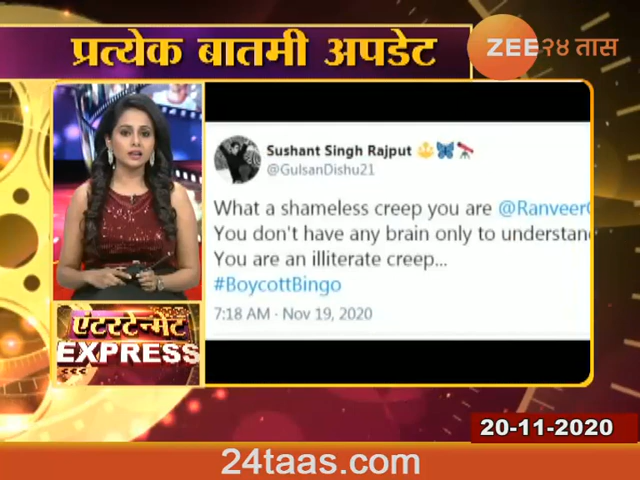 प्रत्येक बातमी अपडेट
ZEE २४ तास
Sushant Singh Rajput
@GulsanDishu21
What a shameless creep you are @Ranveer
You don't have any brain only to understan
You are an illiterate creep...
#BoycottBingo
7:18 AM · Nov 19, 2020
एंटरटेन्मेंट
EXPRESS
20-11-2020
24taas.com